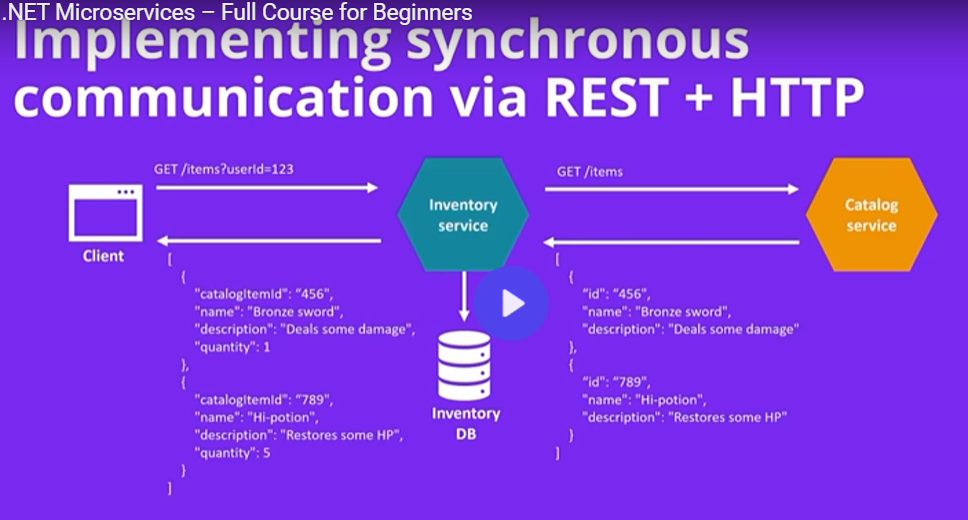 .NET Microservices – Full Course for Beginners
Implementing synchronous
communication via REST + HTTP
GET /items?userId=123
GET /items
Client
Inventory
service
Catalog
service
[
{
"catalogItemId": “456”,
"name": "Bronze sword",
"description": "Deals some damage",
"quantity": 1
},
{
"catalogItemId": “789”,
"name": "Hi-potion",
"description": "Restores some HP",
"quantity": 5
}
]
Inventory
DB
[
{
“id": “456”,
"name": "Bronze sword",
"description": "Deals some damage"
},
{
“id": “789”,
"name": "Hi-potion",
"description": "Restores some HP"
}
]